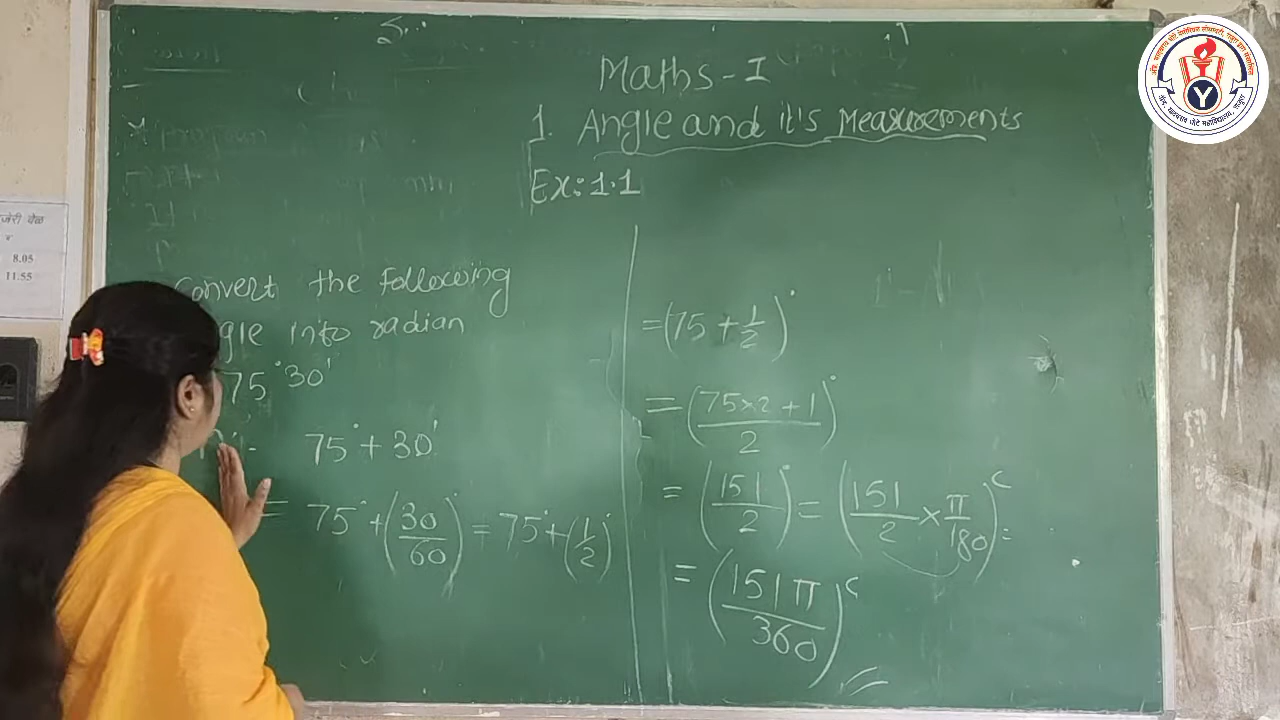 Maths-I
1. Angle and it's Measurements
Ex: 1.1
Convert the following
gle into radian
75°30'
75° + 30'
= 75° + (30/60)° = 75° + (1/2)°
= (75 + 1/2)°
= (75×2 + 1 / 2)°
= (151/2)° = (151/2 × π/180)ᶜ =
= (151π/360)ᶜ
8.05
11.55
Y